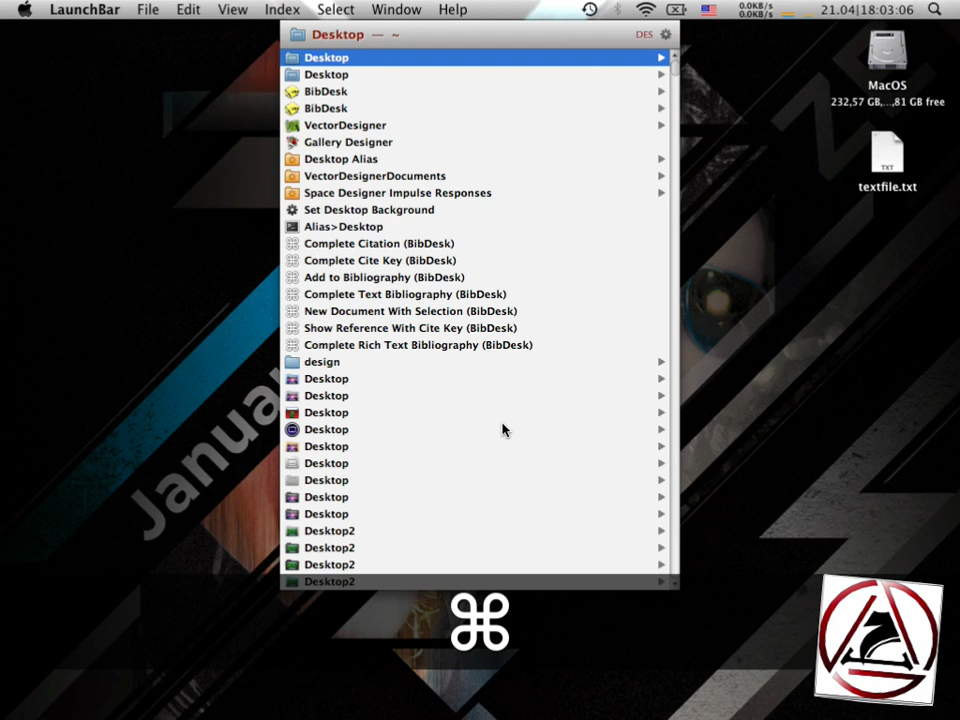 LaunchBar File Edit View Index Select Window Help 0.0KB/s 0.0KB/s 21.04|18:03:06
Desktop — ~ DES
Desktop
Desktop
BibDesk
BibDesk
VectorDesigner
Gallery Designer
Desktop Alias
VectorDesignerDocuments
Space Designer Impulse Responses
Set Desktop Background
Alias>Desktop
Complete Citation (BibDesk)
Complete Cite Key (BibDesk)
Add to Bibliography (BibDesk)
Complete Text Bibliography (BibDesk)
New Document With Selection (BibDesk)
Show Reference With Cite Key (BibDesk)
Complete Rich Text Bibliography (BibDesk)
design
Desktop
Desktop
Desktop
Desktop
Desktop
Desktop
Desktop
Desktop
Desktop
Desktop2
Desktop2
Desktop2
Desktop2
MacOS
232,57 GB,...,81 GB free
TXT
textfile.txt
Janua
⌘